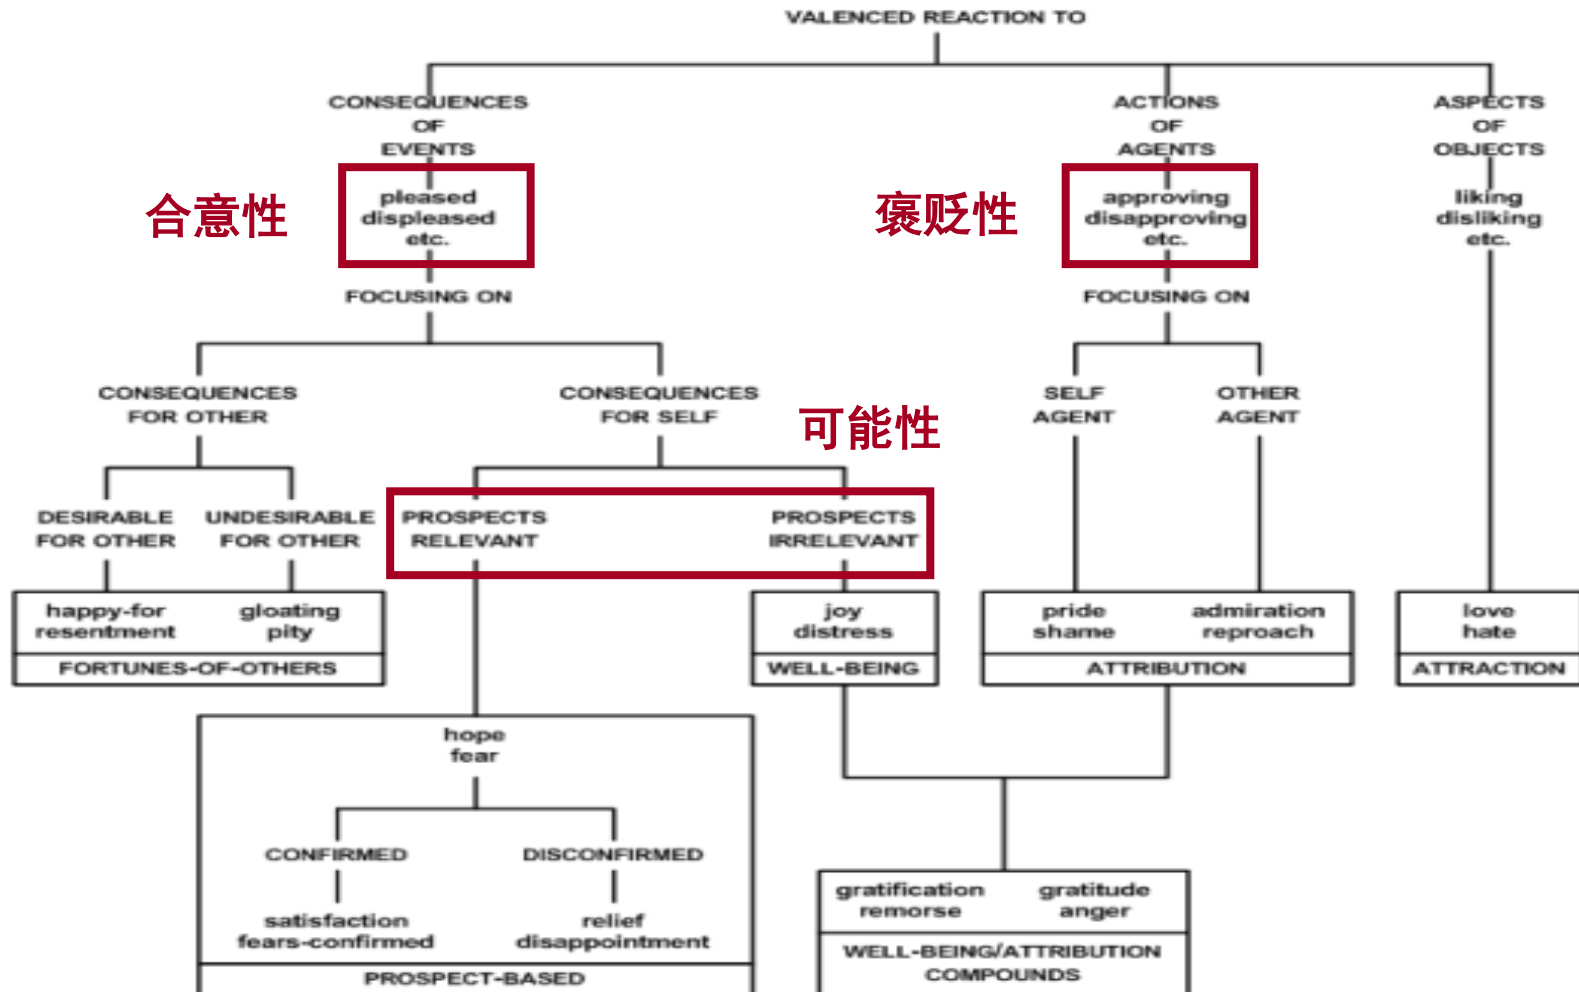 VALENCED REACTION TO
CONSEQUENCES
OF
EVENTS
ACTIONS
OF
AGENTS
ASPECTS
OF
OBJECTS
合意性
pleased
displeased
etc.
褒贬性
approving
disapproving
etc.
liking
disliking
etc.
FOCUSING ON
FOCUSING ON
CONSEQUENCES
FOR OTHER
CONSEQUENCES
FOR SELF
SELF
AGENT
OTHER
AGENT
可能性
DESIRABLE
FOR OTHER
UNDESIRABLE
FOR OTHER
PROSPECTS
RELEVANT
PROSPECTS
IRRELEVANT
happy-for
resentment
gloating
pity
FORTUNES-OF-OTHERS
joy
distress
WELL-BEING
pride
shame
admiration
reproach
ATTRIBUTION
love
hate
ATTRACTION
hope
fear
CONFIRMED
DISCONFIRMED
satisfaction
fears-confirmed
relief
disappointment
PROSPECT-BASED
gratification
remorse
gratitude
anger
WELL-BEING/ATTRIBUTION
COMPOUNDS